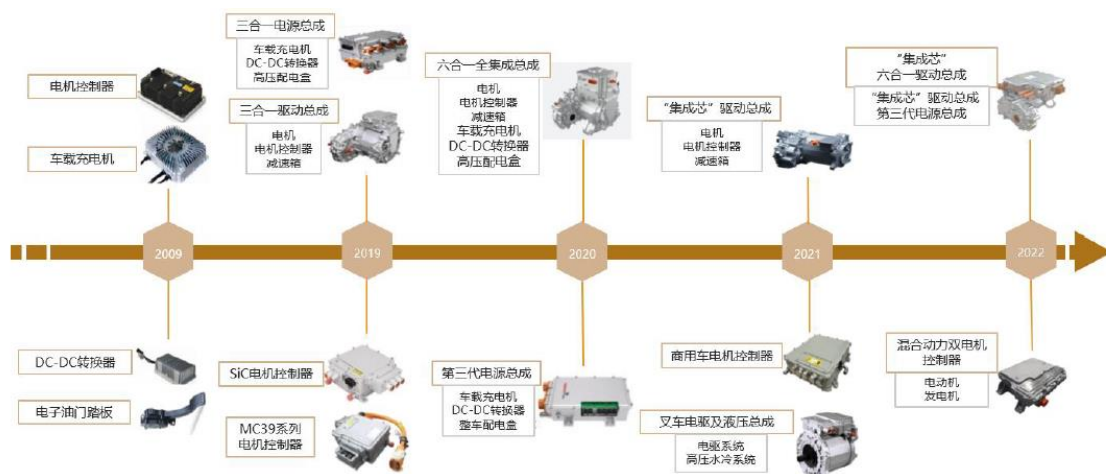 三合一电源总成
车载充电机
DC-DC转换器
高压配电盒
电机控制器
车载充电机
三合一驱动总成
电机
电机控制器
减速箱
六合一全集成总成
电机
电机控制器
减速箱
车载充电机
DC-DC转换器
高压配电盒
“集成芯”驱动总成
电机
电机控制器
减速箱
“集成芯”
六合一驱动总成
“集成芯”驱动总成
第三代电源总成
2009
2019
2020
2021
2022
DC-DC转换器
电子油门踏板
SiC电机控制器
MC39系列
电机控制器
第三代电源总成
车载充电机
DC-DC转换器
整车配电盒
商用车电机控制器
叉车电驱及液压总成
电驱系统
高压水冷系统
混合动力双电机
控制器
电动机
发电机